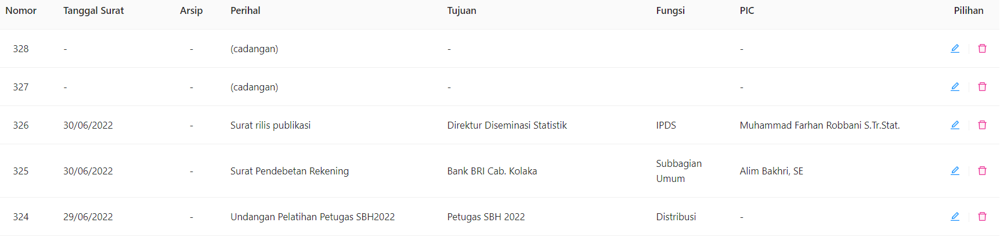 Nomor Tanggal Surat Arsip Perihal Tujuan Fungsi PIC Pilihan
328 - - (cadangan) - -
327 - - (cadangan) - -
326 30/06/2022 - Surat rilis publikasi Direktur Diseminasi Statistik IPDS Muhammad Farhan Robbani S.Tr.Stat.
325 30/06/2022 - Surat Pendebetan Rekening Bank BRI Cab. Kolaka Subbagian Umum Alim Bakhri, SE
324 29/06/2022 - Undangan Pelatihan Petugas SBH2022 Petugas SBH 2022 Distribusi -